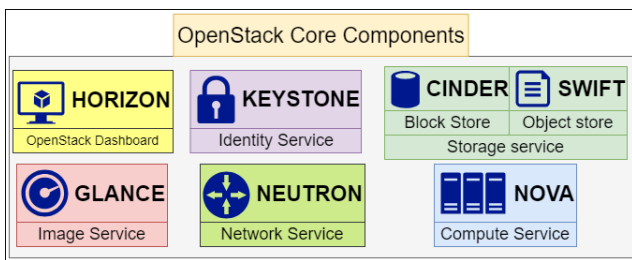 OpenStack Core Components
HORIZON
OpenStack Dashboard
KEYSTONE
Identity Service
CINDER
Block Store
SWIFT
Object store
Storage service
GLANCE
Image Service
NEUTRON
Network Service
NOVA
Compute Service